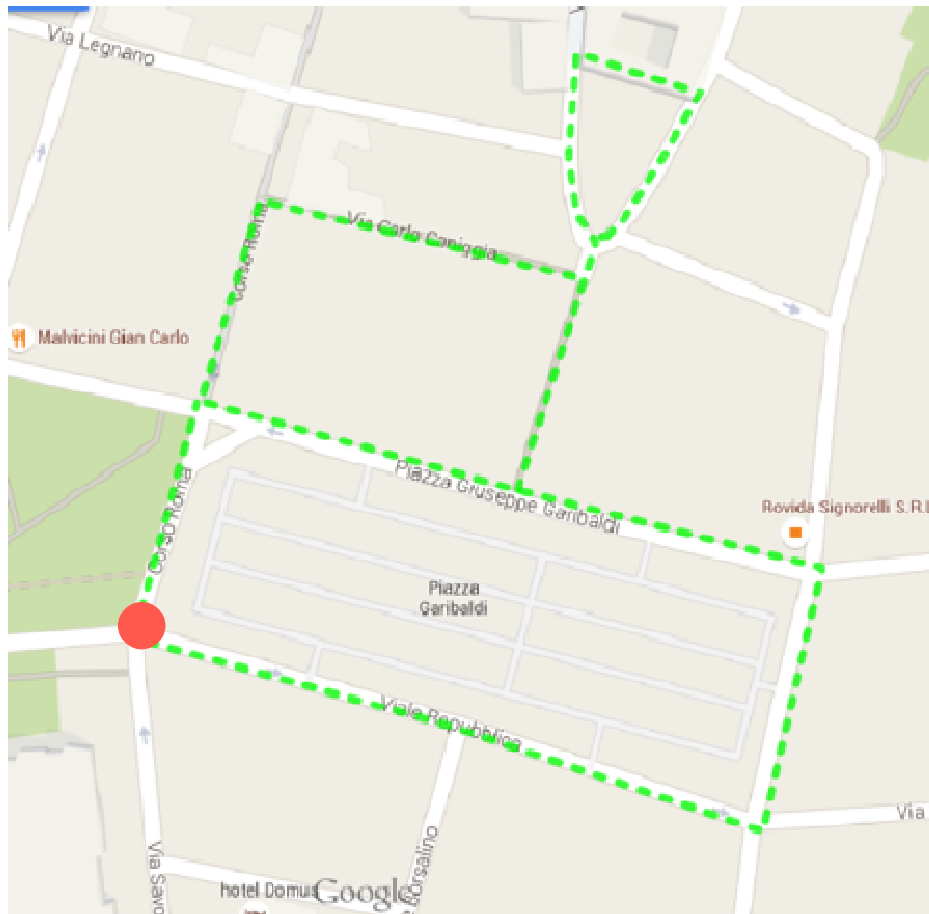 Via Legnano
Via Carlo Caniggia
Corso Roma
Malvicini Gian Carlo
Piazza Giuseppe Garibaldi
Rovida Signorelli S.R.L
Corso Roma
Piazza
Garibaldi
Viale Repubblica
Via
Via Savo
orsalino
hotel Domus
Google